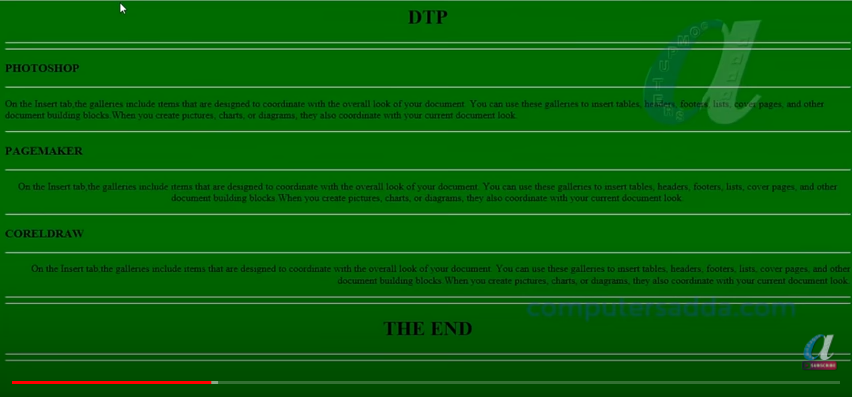 DTP
PHOTOSHOP
On the Insert tab,the galleries include items that are designed to coordinate with the overall look of your document. You can use these galleries to insert tables, headers, footers, lists, cover pages, and other
document building blocks.When you create pictures, charts, or diagrams, they also coordinate with your current document look.
PAGEMAKER
On the Insert tab,the galleries include items that are designed to coordinate with the overall look of your document. You can use these galleries to insert tables, headers, footers, lists, cover pages, and other
document building blocks.When you create pictures, charts, or diagrams, they also coordinate with your current document look.
CORELDRAW
On the Insert tab,the galleries include items that are designed to coordinate with the overall look of your document. You can use these galleries to insert tables, headers, footers, lists, cover pages, and other
document building blocks.When you create pictures, charts, or diagrams, they also coordinate with your current document look.
computersadda.com
THE END
SUBSCRIBE